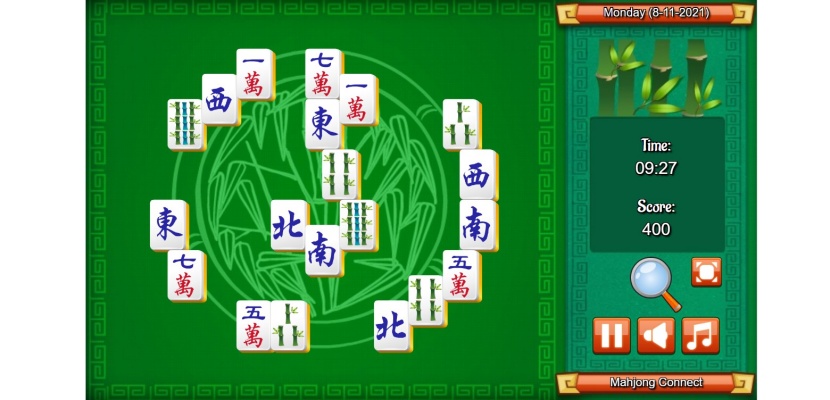 Monday (8-11-2021)
一
萬
七
萬
一
萬
西
東
西
東
北
南
南
七
萬
五
萬
五
萬
北
Time:
09:27
Score:
400
Mahjong Connect